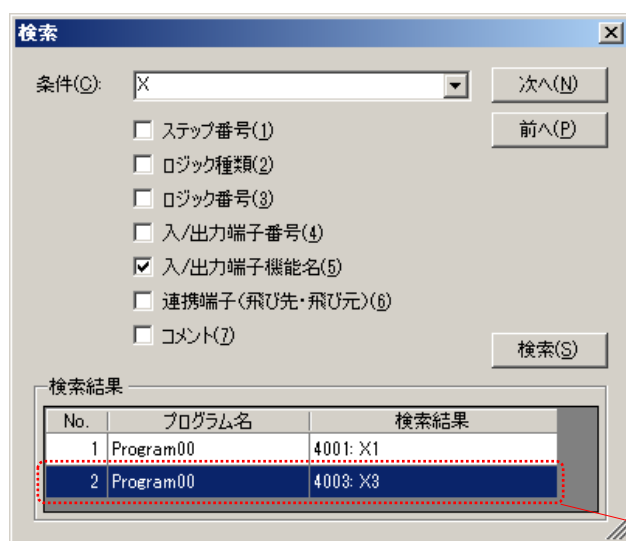 検索
条件(C): X 次へ(N)
ステップ番号(1) 前へ(P)
ロジック種類(2)
ロジック番号(3)
入/出力端子番号(4)
入/出力端子機能名(5)
連携端子(飛び先・飛び元)(6)
コメント(7)
検索(S)
検索結果
No. プログラム名 検索結果
1 Program00 4001: X1
2 Program00 4003: X3